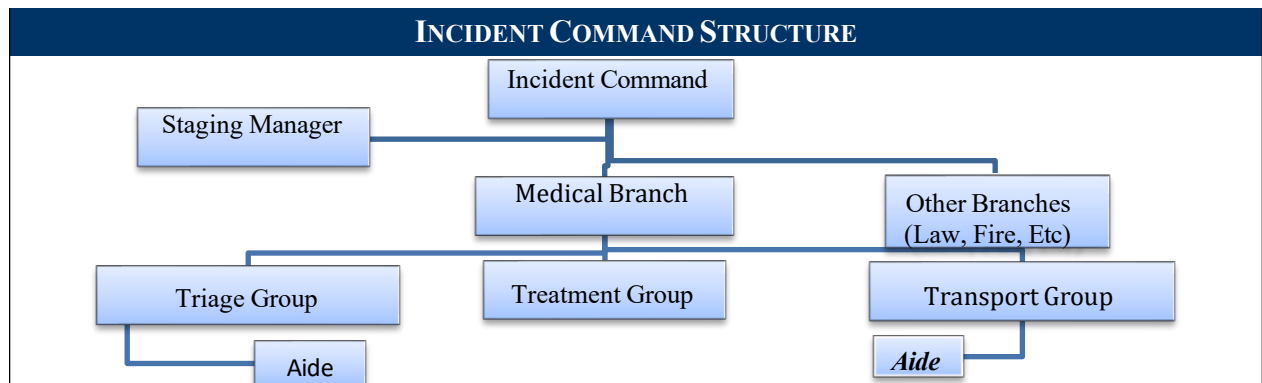 INCIDENT COMMAND STRUCTURE
Incident Command
Staging Manager
Medical Branch
Other Branches
(Law, Fire, Etc)
Triage Group
Treatment Group
Transport Group
Aide
Aide